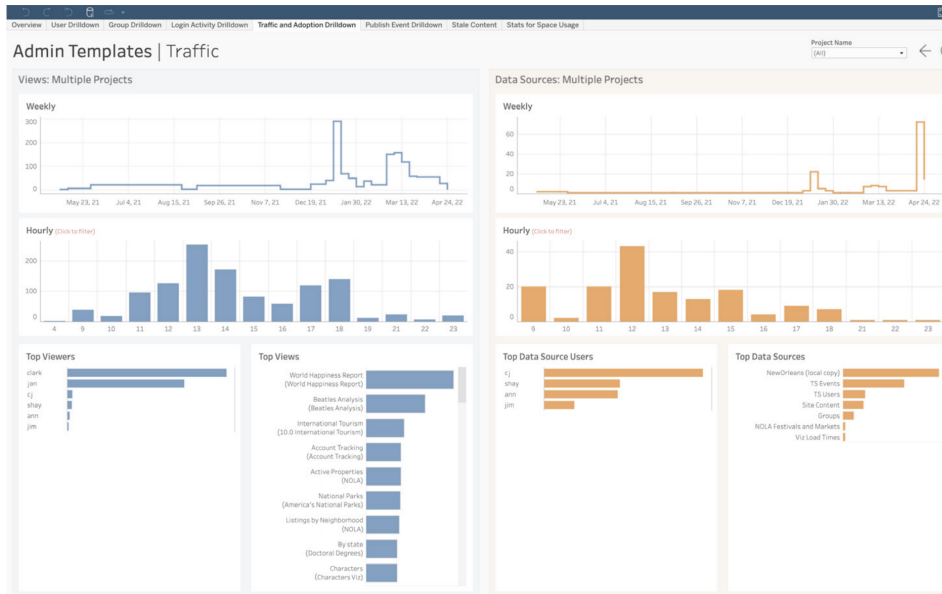 Overview User Drilldown Group Drilldown Login Activity Drilldown Traffic and Adoption Drilldown Publish Event Drilldown Stale Content Stats for Space Usage
Admin Templates | Traffic
Project Name
(All)
Views: Multiple Projects
Weekly
300
200
100
0
May 23, 21 Jul 4, 21 Aug 15, 21 Sep 26, 21 Nov 7, 21 Dec 19, 21 Jan 30, 22 Mar 13, 22 Apr 24, 22
Hourly (Click to filter)
200
100
0
4 9 10 11 12 13 14 15 16 17 18 19 21 22 23
Top Viewers
clark
jan
cj
shay
ann
jim
Top Views
World Happiness Report
(World Happiness Report)
Beatles Analysis
(Beatles Analysis)
International Tourism
(10.0 International Tourism)
Account Tracking
(Account Tracking)
Active Properties
(NOLA)
National Parks
(America's National Parks)
Listings by Neighborhood
(NOLA)
By state
(Doctoral Degrees)
Characters
(Characters Viz)
Data Sources: Multiple Projects
Weekly
60
40
20
0
May 23, 21 Jul 4, 21 Aug 15, 21 Sep 26, 21 Nov 7, 21 Dec 19, 21 Jan 30, 22 Mar 13, 22 Apr 24, 22
Hourly (Click to filter)
40
20
0
9 10 11 12 13 14 15 16 17 18 21 22 23
Top Data Source Users
cj
shay
ann
jim
Top Data Sources
NewOrleans (local copy)
TS Events
TS Users
Site Content
Groups
NOLA Festivals and Markets
Viz Load Times